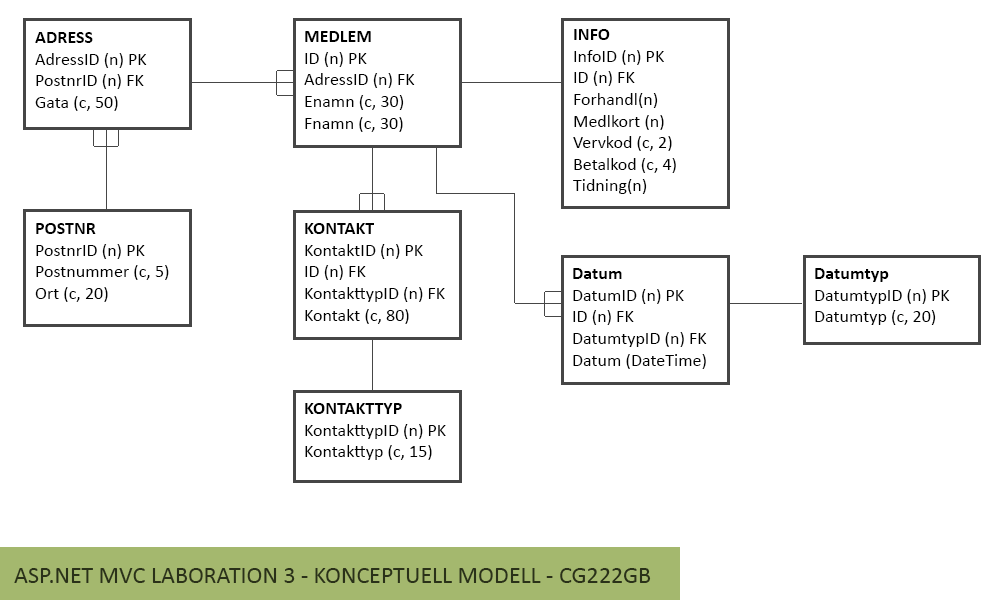 ADRESS
AdressID (n) PK
PostnrID (n) FK
Gata (c, 50)
MEDLEM
ID (n) PK
AdressID (n) FK
Enamn (c, 30)
Fnamn (c, 30)
INFO
InfoID (n) PK
ID (n) FK
Forhandl(n)
Medlkort (n)
Vervkod (c, 2)
Betalkod (c, 4)
Tidning(n)
POSTNR
PostnrID (n) PK
Postnummer (c, 5)
Ort (c, 20)
KONTAKT
KontaktID (n) PK
ID (n) FK
KontakttypID (n) FK
Kontakt (c, 80)
Datum
DatumID (n) PK
ID (n) FK
DatumtypID (n) FK
Datum (DateTime)
Datumtyp
DatumtypID (n) PK
Datumtyp (c, 20)
KONTAKTTYP
KontakttypID (n) PK
Kontakttyp (c, 15)
ASP.NET MVC LABORATION 3 - KONCEPTUELL MODELL - CG222GB